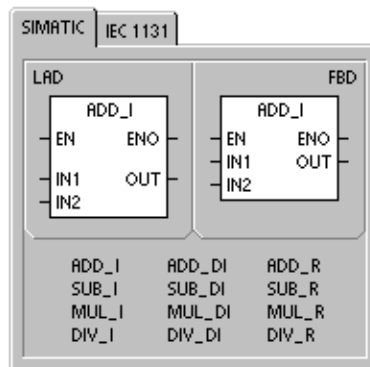 SIMATIC IEC 1131
LAD FBD
ADD_I ADD_I
EN ENO EN ENO
IN1 OUT IN1 OUT
IN2 IN2
ADD_I ADD_DI ADD_R
SUB_I SUB_DI SUB_R
MUL_I MUL_DI MUL_R
DIV_I DIV_DI DIV_R